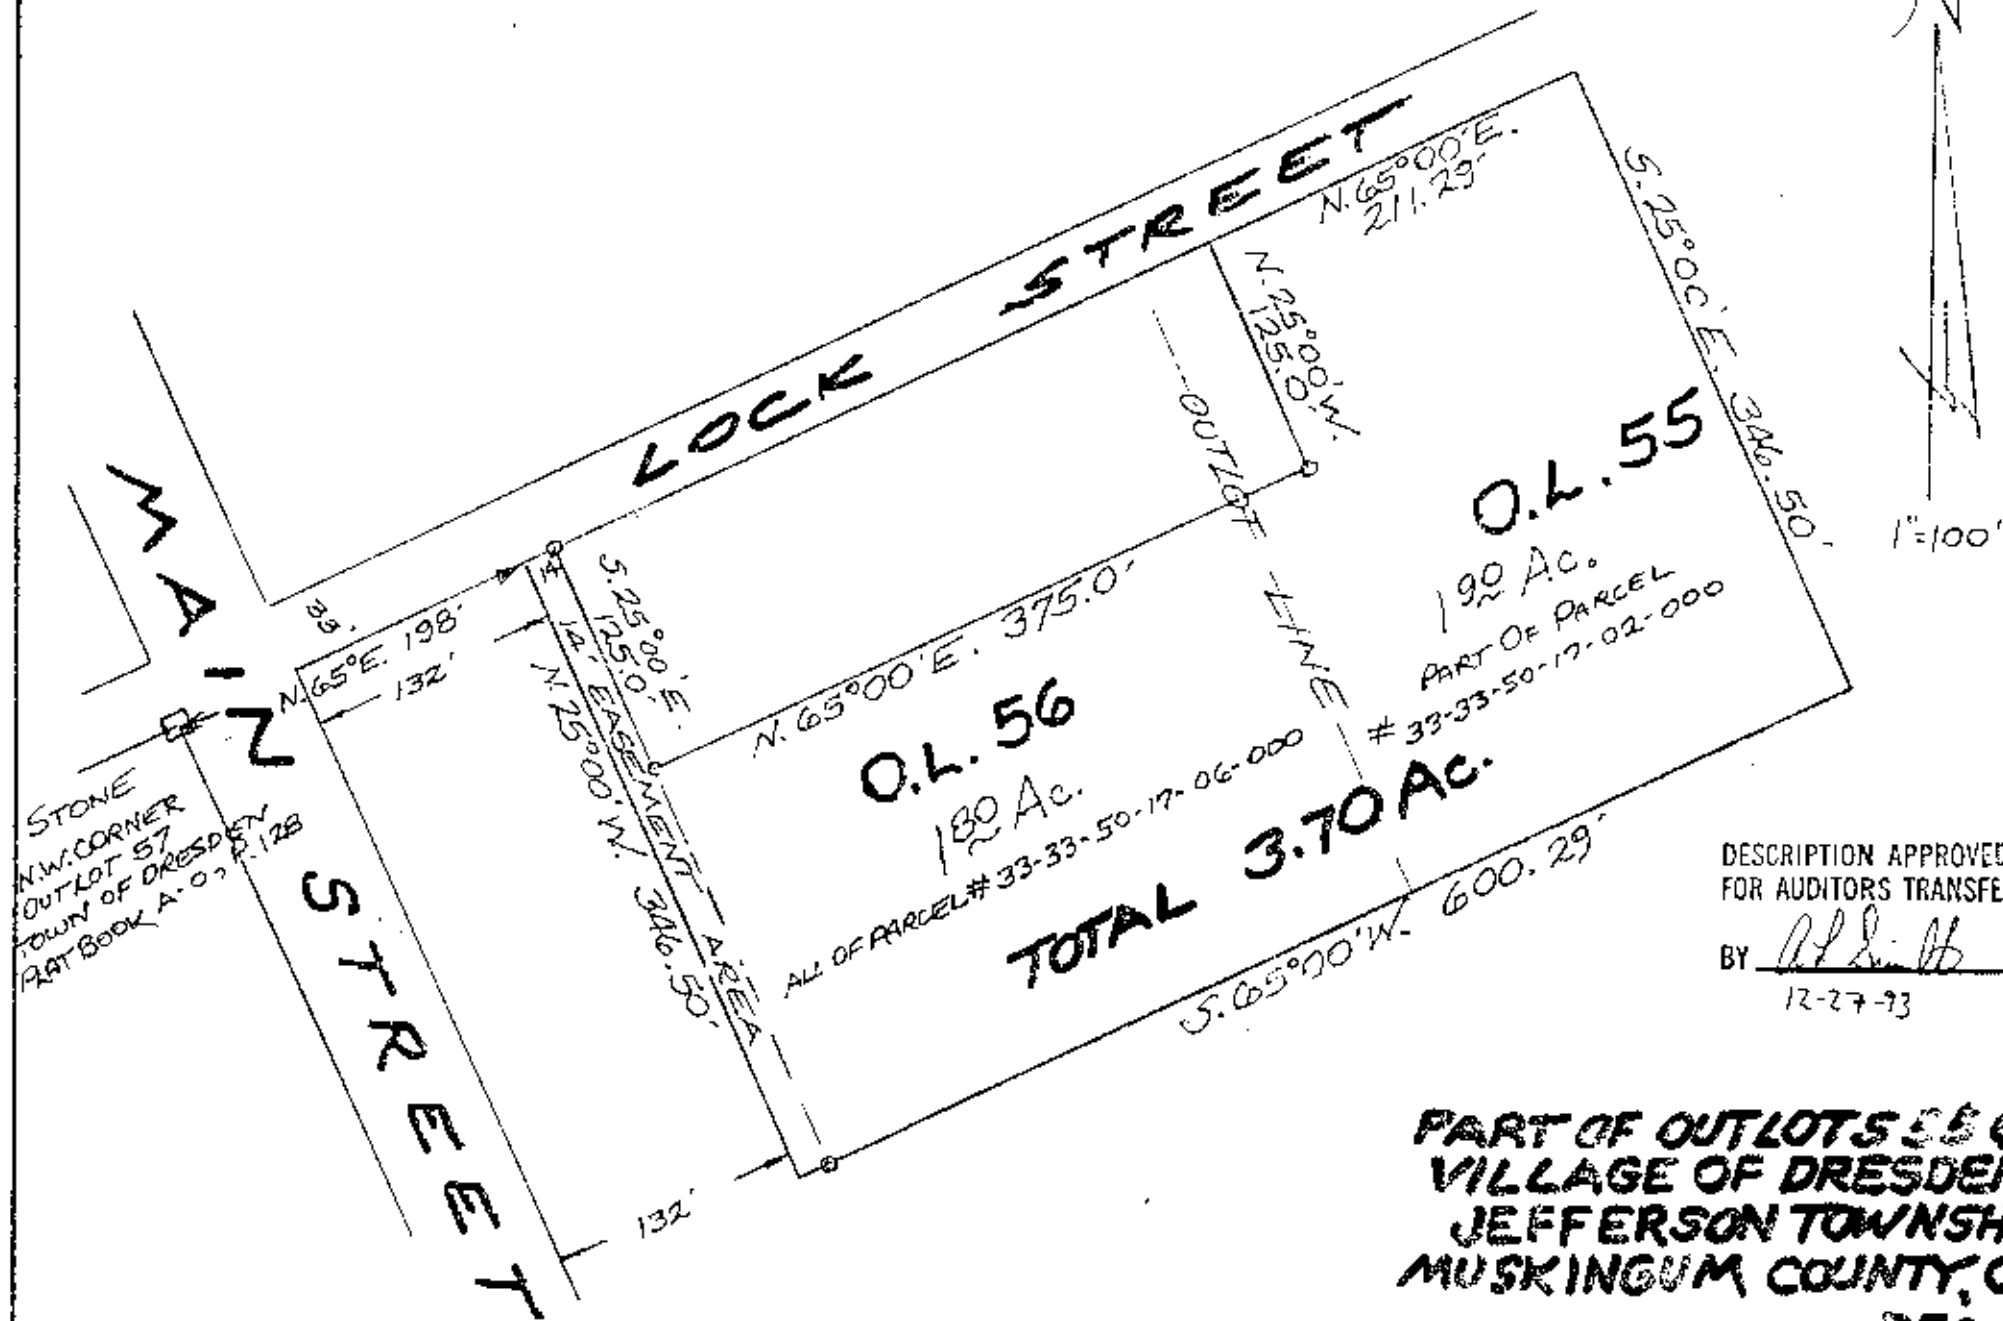 N
LOCK STREET
N. 65°00'E.
211.29'
S. 25°00'E. 346.50'
N. 25°00'W.
125.0'
OUTLOT LINE
O.L. 55
1.90 Ac.
PART OF PARCEL
# 33-33-50-17-02-000
1"=100'
MAIN STREET
33'
N. 65°E. 198'
132'
14'
S. 25°00'E.
125.0'
14' EASEMENT AREA
N. 25°00'W. 346.50'
N. 65°00'E. 375.0'
O.L. 56
1.80 Ac.
ALL OF PARCEL # 33-33-50-17-06-000
TOTAL 3.70 Ac.
S. 65°00'W. 600.29'
STONE
N.W. CORNER
OUTLOT 57
TOWN OF DRESDEN
PLAT BOOK P. 128
132'
DESCRIPTION APPROVED
FOR AUDITORS TRANSFE
BY
12-27-93
PART OF OUTLOTS 55
VILLAGE OF DRESDEN
JEFFERSON TOWNSH
MUSKINGUM COUNTY, O